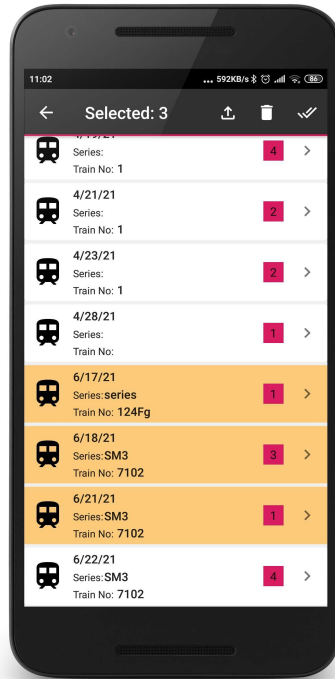 11:02
... 592KB/s 86
Selected: 3
4/19/21
Series:
4
Train No: 1
4/21/21
Series:
2
Train No: 1
4/23/21
Series:
2
Train No: 1
4/28/21
Series:
1
Train No:
6/17/21
Series:series
1
Train No: 124Fg
6/18/21
Series:SM3
3
Train No: 7102
6/21/21
Series:SM3
1
Train No: 7102
6/22/21
Series:SM3
4
Train No: 7102